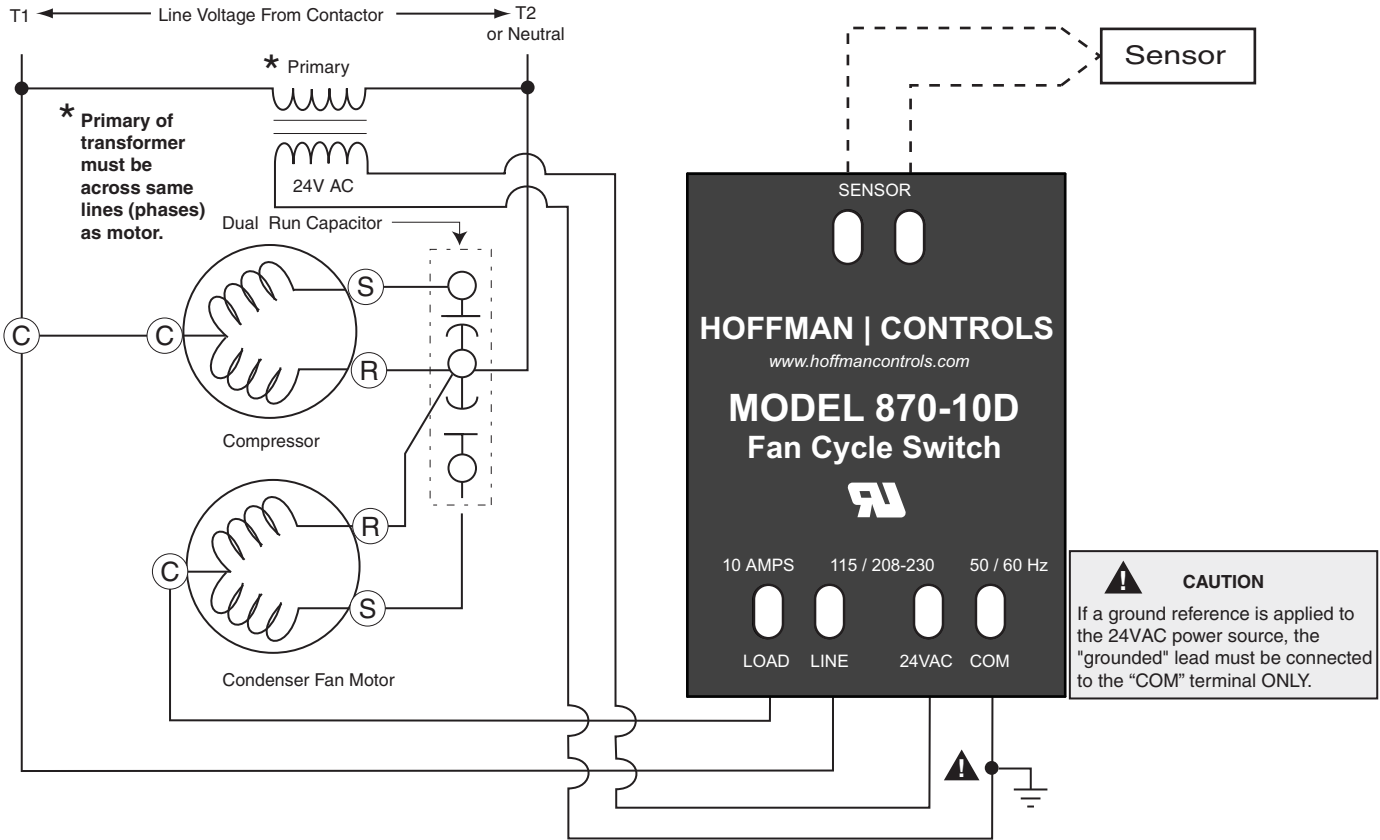 T1
Line Voltage From Contactor
T2
or Neutral
* Primary
* Primary of
transformer
must be
across same
lines (phases)
as motor.
24V AC
Dual Run Capacitor
S
C
C
R
Compressor
R
C
S
Condenser Fan Motor
Sensor
SENSOR
HOFFMAN | CONTROLS
www.hoffmancontrols.com
MODEL 870-10D
Fan Cycle Switch
RU
10 AMPS 115 / 208-230 50 / 60 Hz
LOAD LINE 24VAC COM
! CAUTION
If a ground reference is applied to
the 24VAC power source, the
"grounded" lead must be connected
to the “COM” terminal ONLY.
!